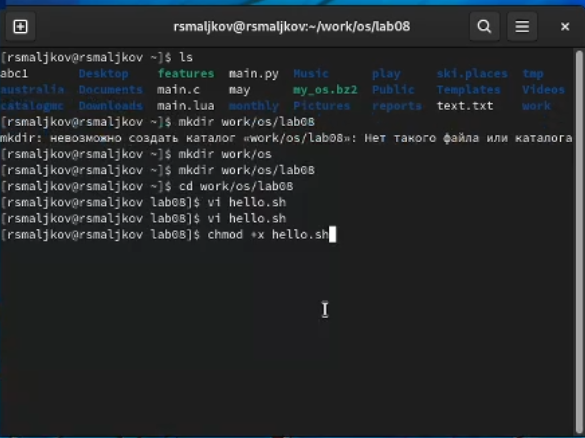 rsmaljkov@rsmaljkov:~/work/os/lab08
[rsmaljkov@rsmaljkov ~]$ ls
abc1 Desktop features main.py Music play ski.places tmp
australia Documents main.c may my_os.bz2 Public Templates Videos
catalogmc Downloads main.lua monthly Pictures reports text.txt work
[rsmaljkov@rsmaljkov ~]$ mkdir work/os/lab08
mkdir: невозможно создать каталог «work/os/lab08»: Нет такого файла или каталога
[rsmaljkov@rsmaljkov ~]$ mkdir work/os
[rsmaljkov@rsmaljkov ~]$ mkdir work/os/lab08
[rsmaljkov@rsmaljkov ~]$ cd work/os/lab08
[rsmaljkov@rsmaljkov lab08]$ vi hello.sh
[rsmaljkov@rsmaljkov lab08]$ vi hello.sh
[rsmaljkov@rsmaljkov lab08]$ chmod +x hello.sh